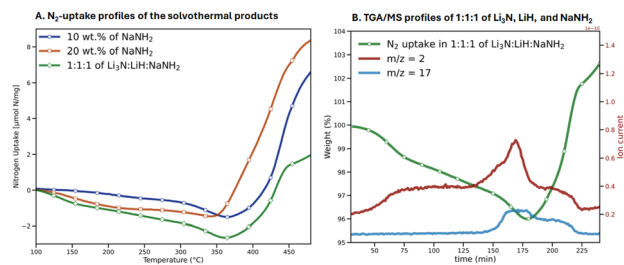 A. N₂-uptake profiles of the solvothermal products
10 wt.% of NaNH₂
20 wt.% of NaNH₂
1:1:1 of Li₃N:LiH:NaNH₂
Nitrogen Uptake [µmol N/mg]
8
6
4
2
0
−2
100 150 200 250 300 350 400 450
Temperature (°C)
B. TGA/MS profiles of 1:1:1 of Li₃N, LiH, and NaNH₂
1e−10
N₂ uptake in 1:1:1 of Li₃N:LiH:NaNH₂
m/z = 2
m/z = 17
Weight (%)
104
103
102
101
100
99
98
97
96
95
50 75 100 125 150 175 200 225
time (min)
1.4
1.2
1.0
0.8
0.6
0.4
0.2
Ion current